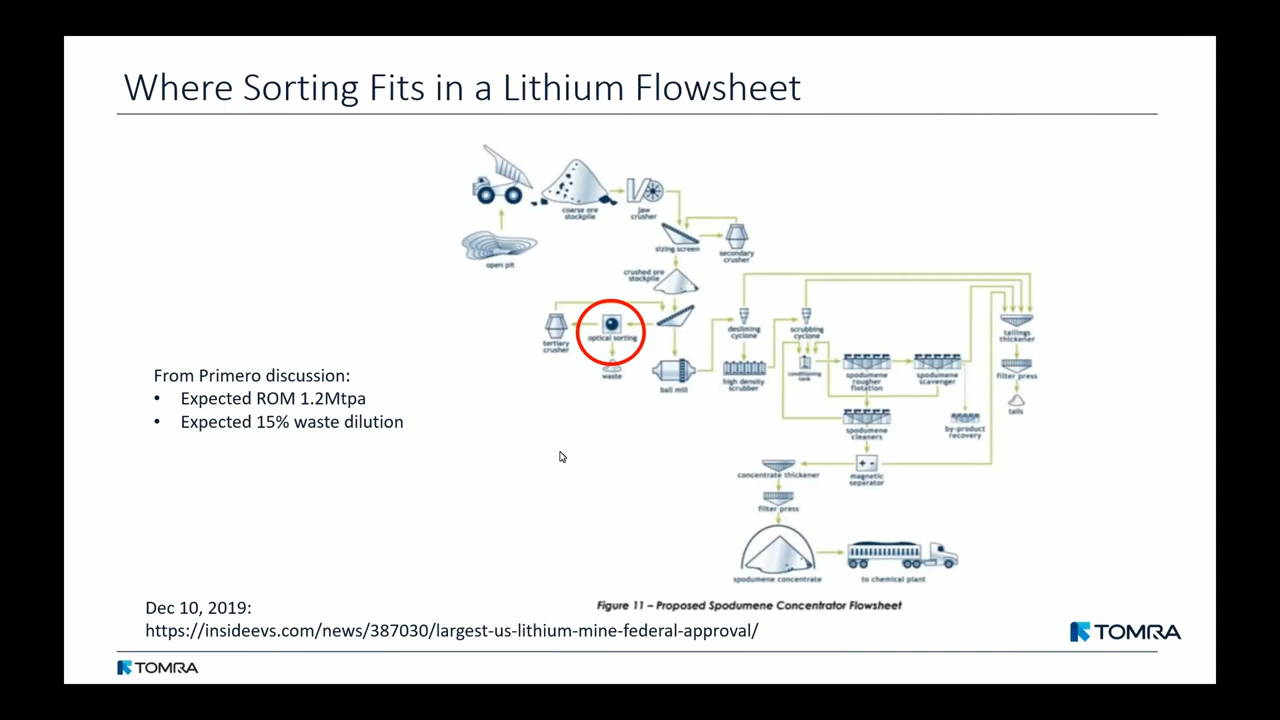 Where Sorting Fits in a Lithium Flowsheet
coarse ore
stockpile
jaw
crusher
open pit
sizing screen
secondary
crusher
crushed ore
stockpile
tertiary
crusher
optical sorting
waste
ball mill
desliming
cyclone
high density
scrubber
scrubbing
cyclone
conditioning
tank
spodumene
rougher
flotation
spodumene
scavenger
tailings
thickener
filter press
tails
spodumene
cleaners
by-product
recovery
+ -
magnetic
separator
concentrate thickener
filter press
spodumene concentrate
to chemical plant
From Primero discussion:
• Expected ROM 1.2Mtpa
• Expected 15% waste dilution
Figure 11 – Proposed Spodumene Concentrator Flowsheet
Dec 10, 2019:
https://insideevs.com/news/387030/largest-us-lithium-mine-federal-approval/
TOMRA
TOMRA